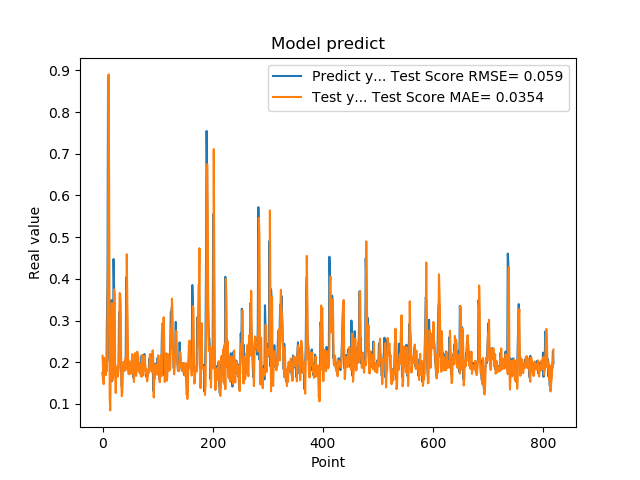 Model predict
Predict y... Test Score RMSE= 0.059
Test y... Test Score MAE= 0.0354
Real value
0.9
0.8
0.7
0.6
0.5
0.4
0.3
0.2
0.1
0 200 400 600 800
Point